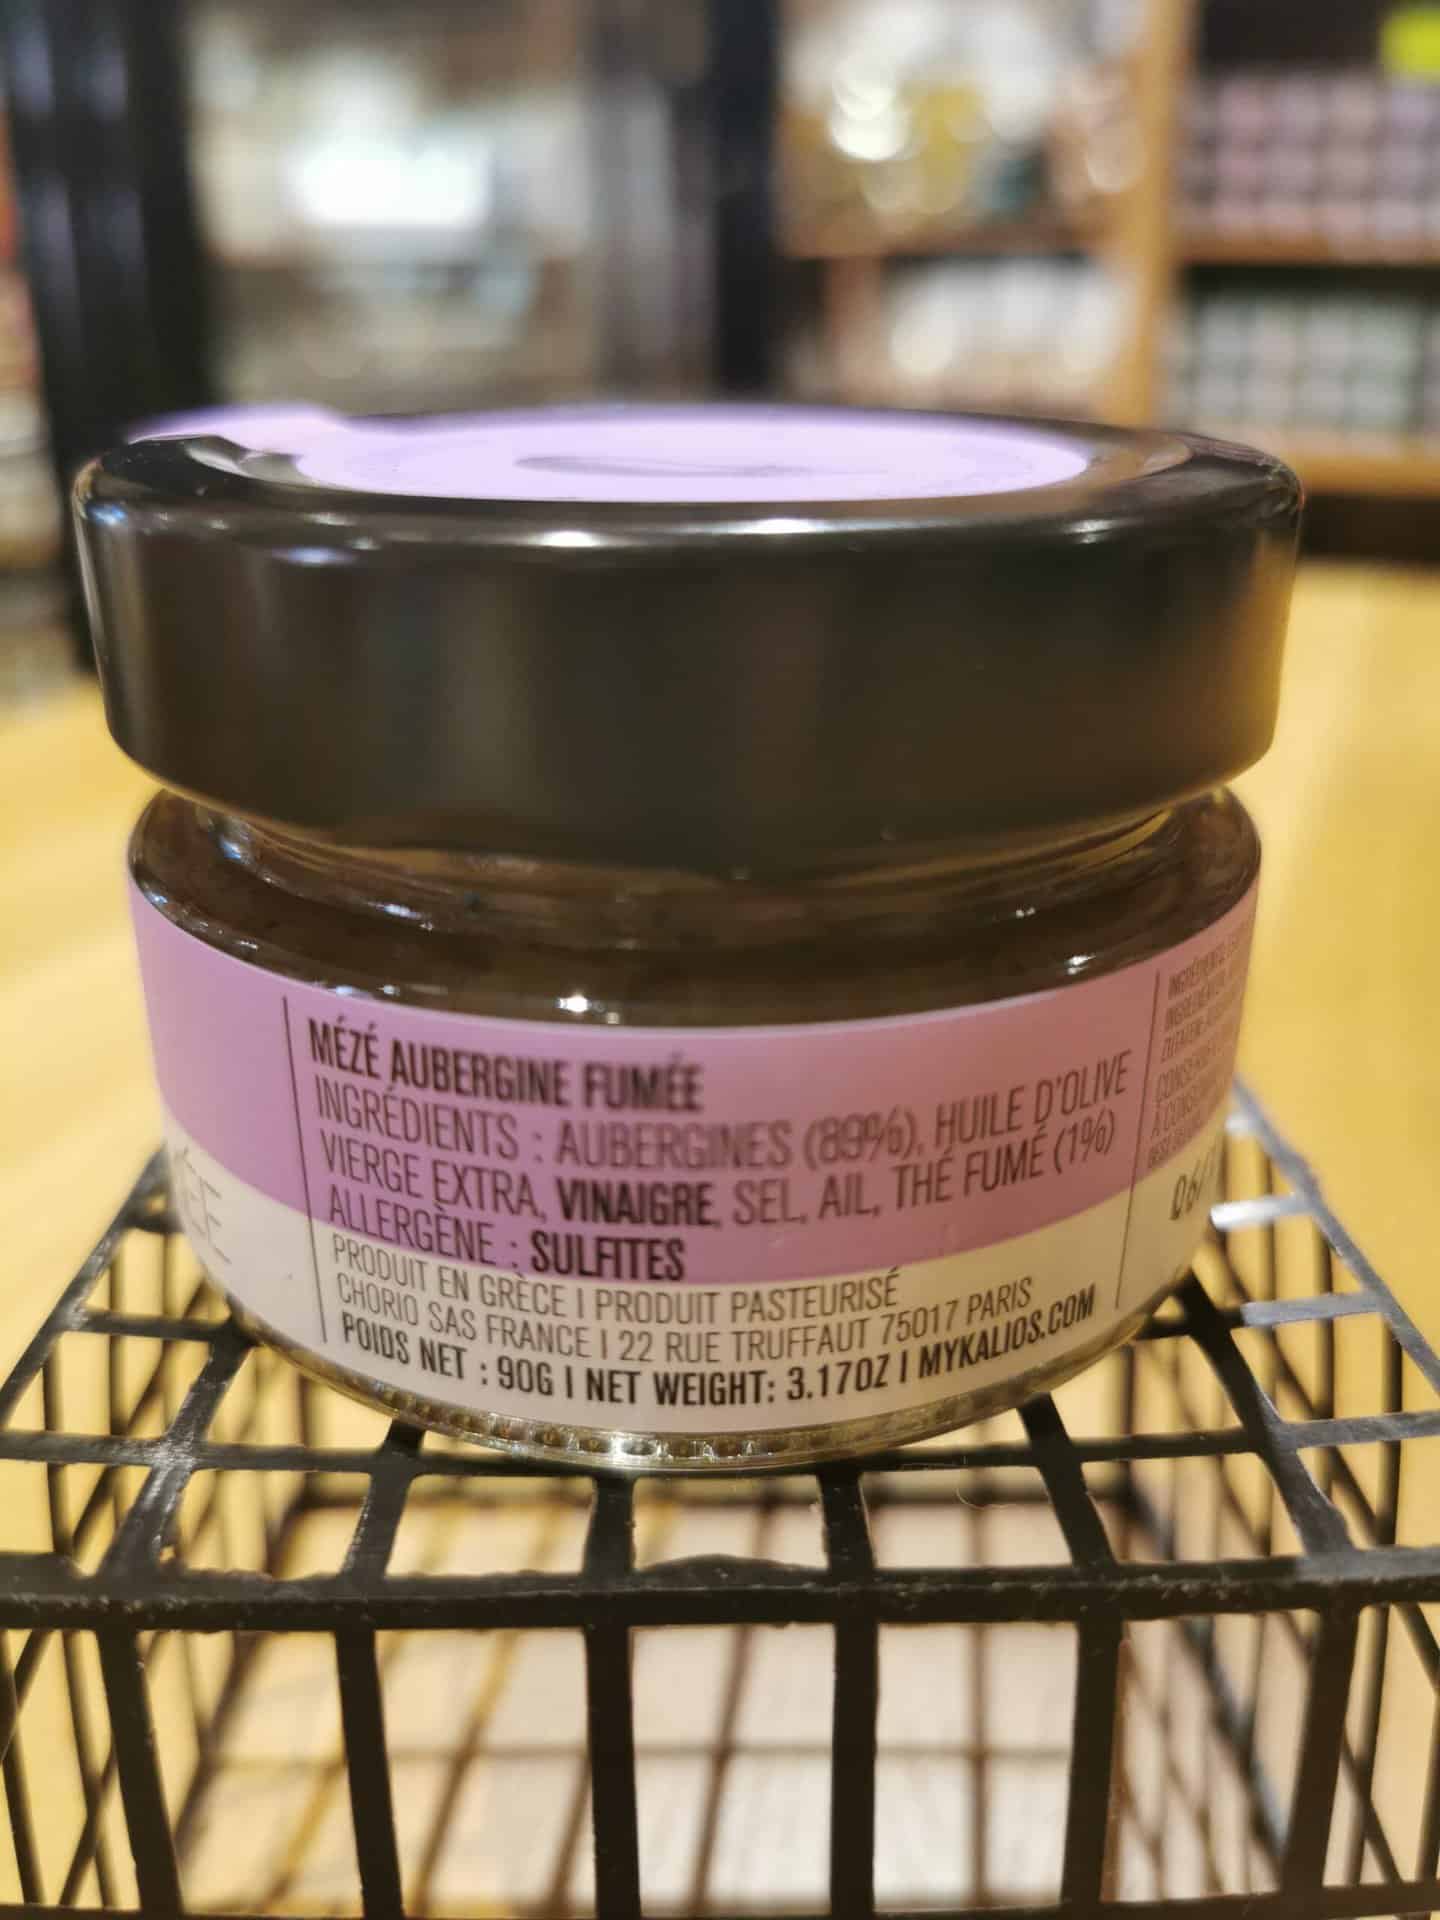 MÉZÉ AUBERGINE FUMÉE
INGRÉDIENTS : AUBERGINES (89%), HUILE D'OLIVE
VIERGE EXTRA, VINAIGRE, SEL, AIL, THÉ FUMÉ (1%)
ALLERGÈNE : SULFITES
PRODUIT EN GRÈCE I PRODUIT PASTEURISÉ
CHORIO SAS FRANCE I 22 RUE TRUFFAUT 75017 PARIS
POIDS NET : 90G I NET WEIGHT: 3.17OZ I MYKALIOS.COM